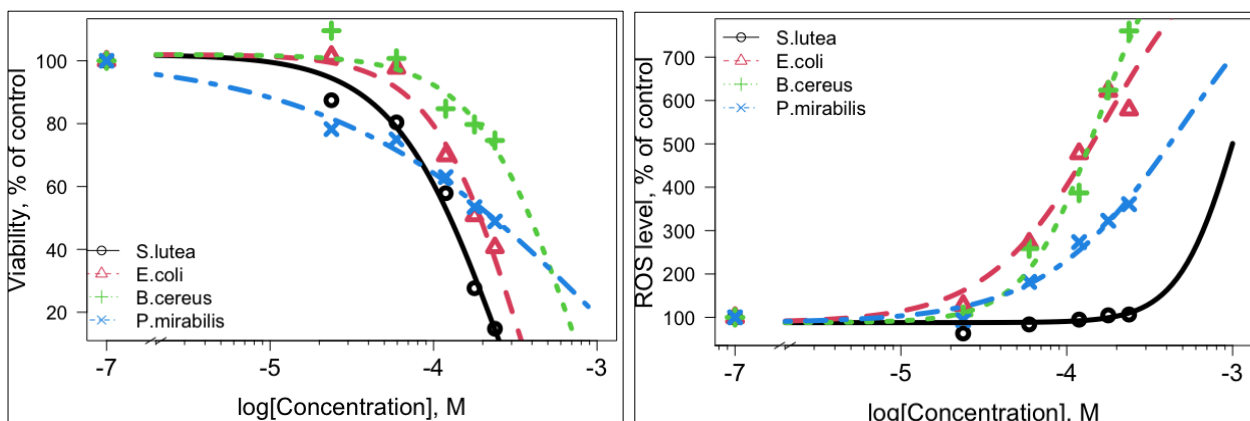 Viability, % of control
100
80
60
40
20
S.lutea
E.coli
B.cereus
P.mirabilis
-7
-5
-4
-3
log[Concentration], M
ROS level, % of control
700
600
500
400
300
200
100
S.lutea
E.coli
B.cereus
P.mirabilis
-7
-5
-4
-3
log[Concentration], M